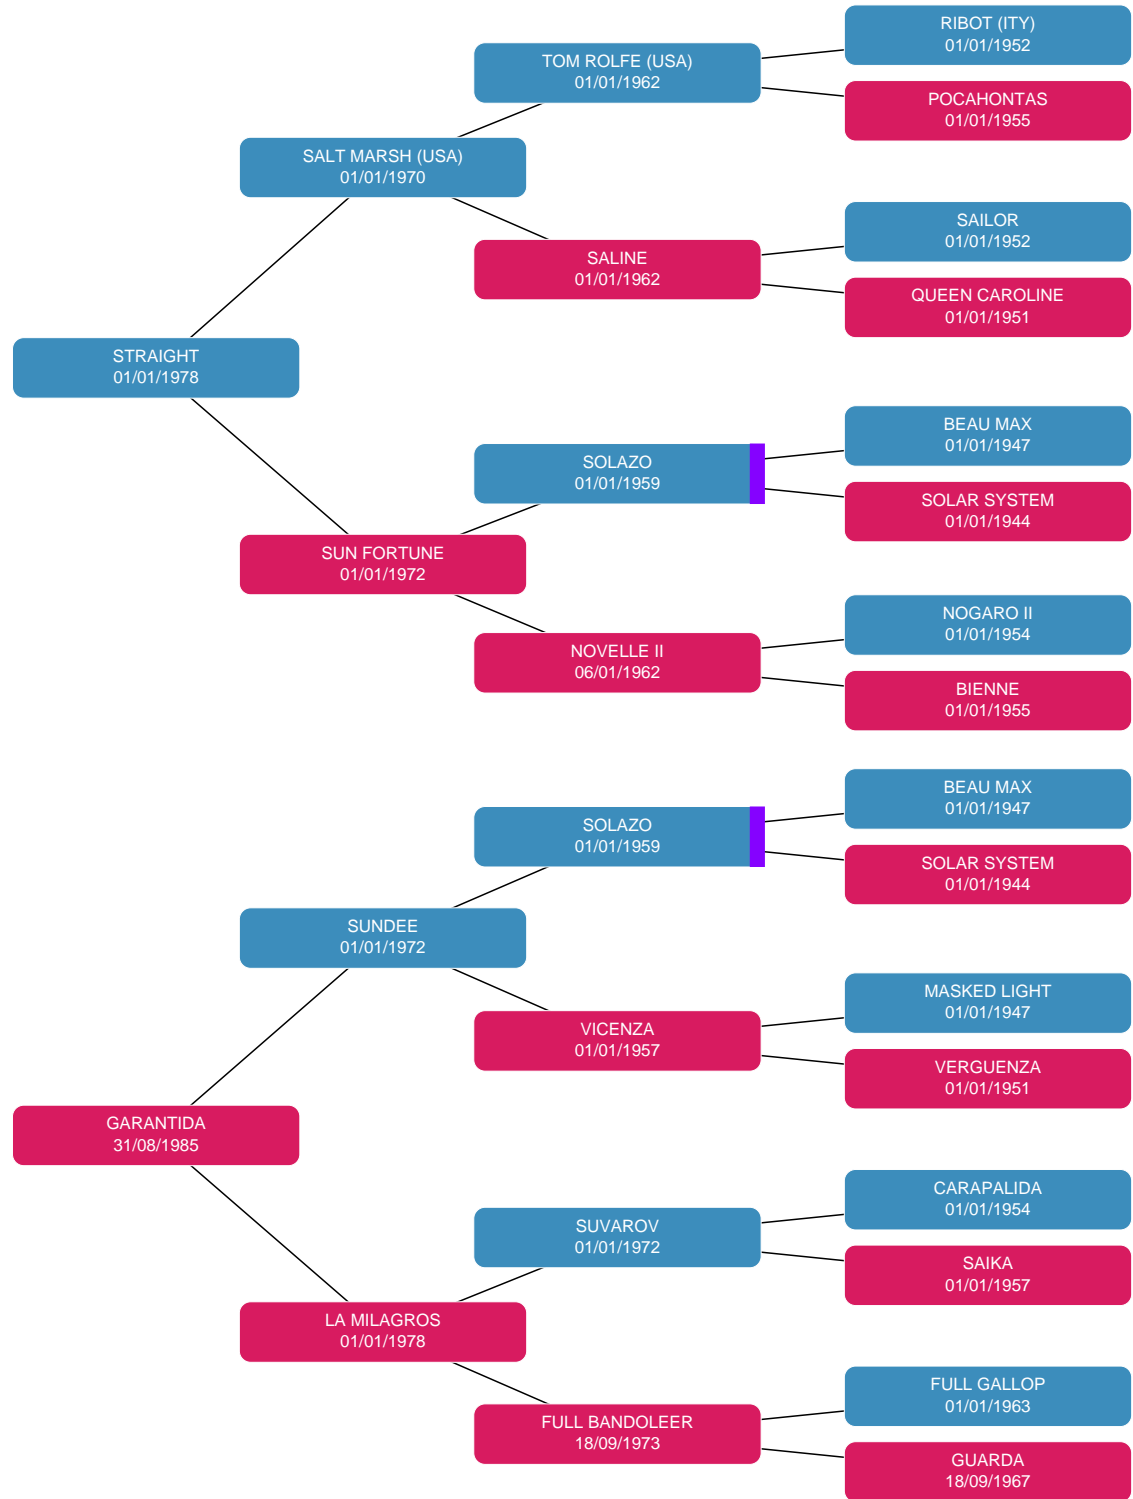 RIBOT (ITY)
01/01/1952
TOM ROLFE (USA)
01/01/1962
POCAHONTAS
01/01/1955
SALT MARSH (USA)
01/01/1970
SAILOR
01/01/1952
SALINE
01/01/1962
QUEEN CAROLINE
01/01/1951
STRAIGHT
01/01/1978
BEAU MAX
01/01/1947
SOLAZO
01/01/1959
SOLAR SYSTEM
01/01/1944
SUN FORTUNE
01/01/1972
NOGARO II
01/01/1954
NOVELLE II
06/01/1962
BIENNE
01/01/1955
BEAU MAX
01/01/1947
SOLAZO
01/01/1959
SOLAR SYSTEM
01/01/1944
SUNDEE
01/01/1972
MASKED LIGHT
01/01/1947
VICENZA
01/01/1957
VERGUENZA
01/01/1951
GARANTIDA
31/08/1985
CARAPALIDA
01/01/1954
SUVAROV
01/01/1972
SAIKA
01/01/1957
LA MILAGROS
01/01/1978
FULL GALLOP
01/01/1963
FULL BANDOLEER
18/09/1973
GUARDA
18/09/1967